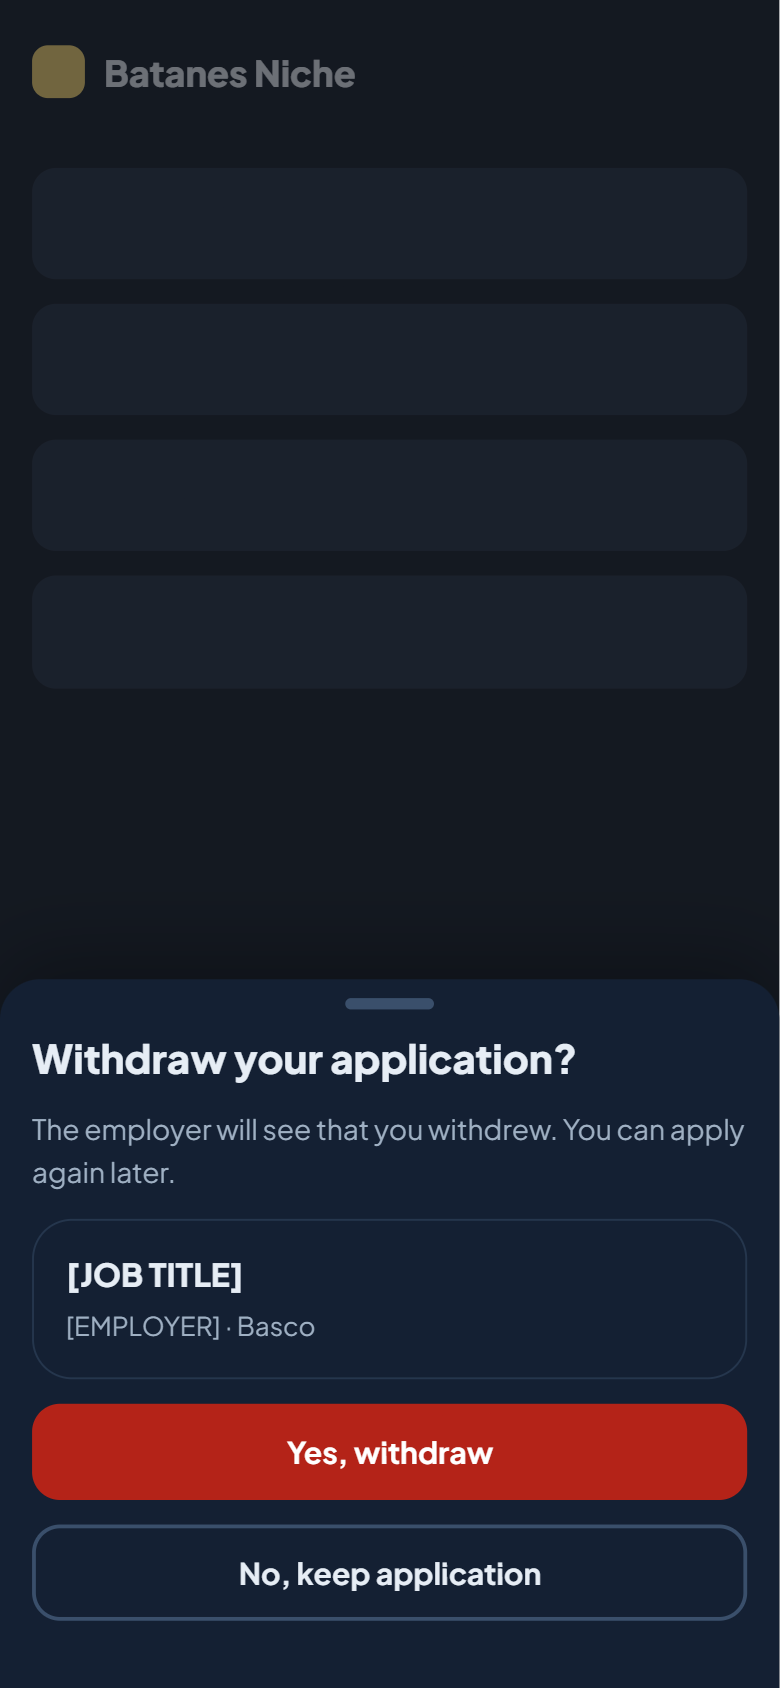 Batanes Niche
Withdraw your application?
The employer will see that you withdrew. You can apply
again later.
[JOB TITLE]
[EMPLOYER] · Basco
Yes, withdraw
No, keep application